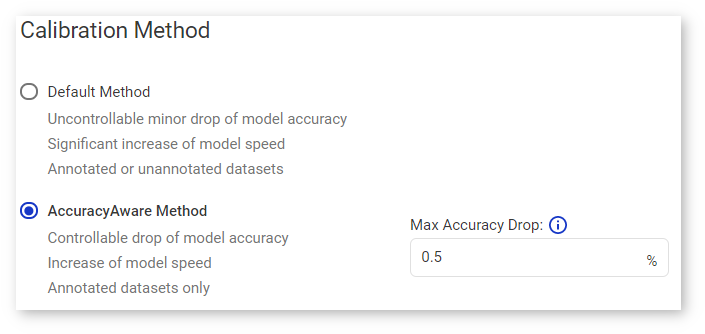 Calibration Method
Default Method
Uncontrollable minor drop of model accuracy
Significant increase of model speed
Annotated or unannotated datasets
AccuracyAware Method
Controllable drop of model accuracy
Increase of model speed
Annotated datasets only
Max Accuracy Drop:
0.5 %